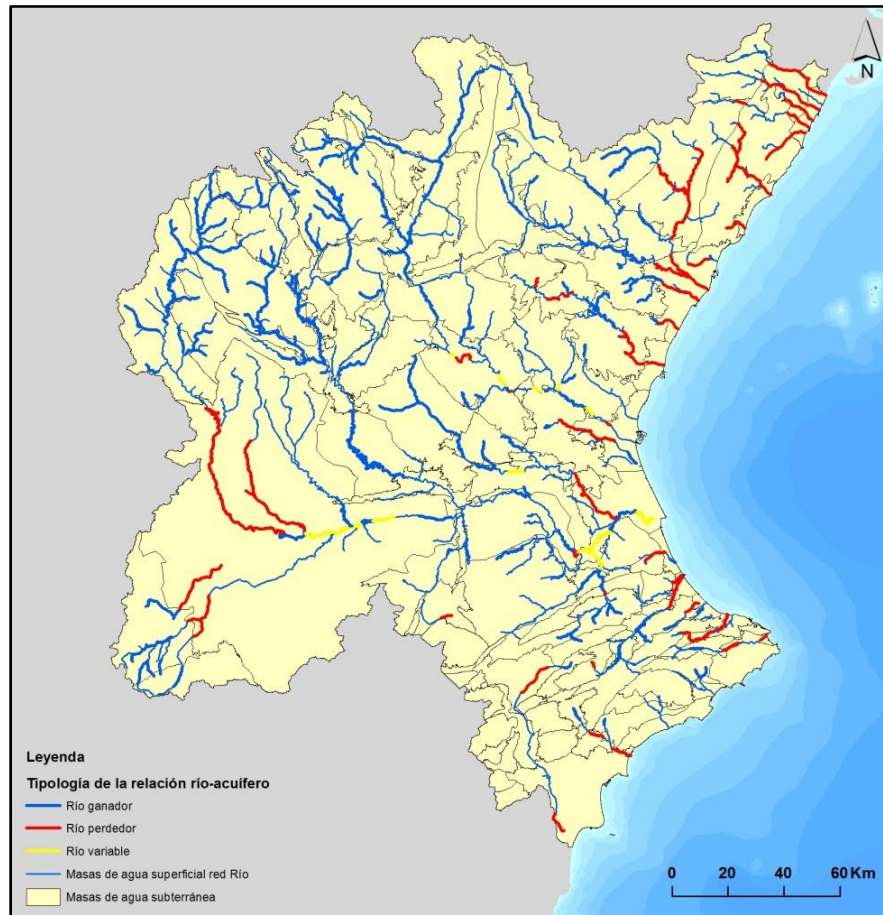 N
Leyenda
Tipología de la relación río-acuífero
Río ganador
Río perdedor
Río variable
Masas de agua superficial red Río
Masas de agua subterránea
0 20 40 60 Km